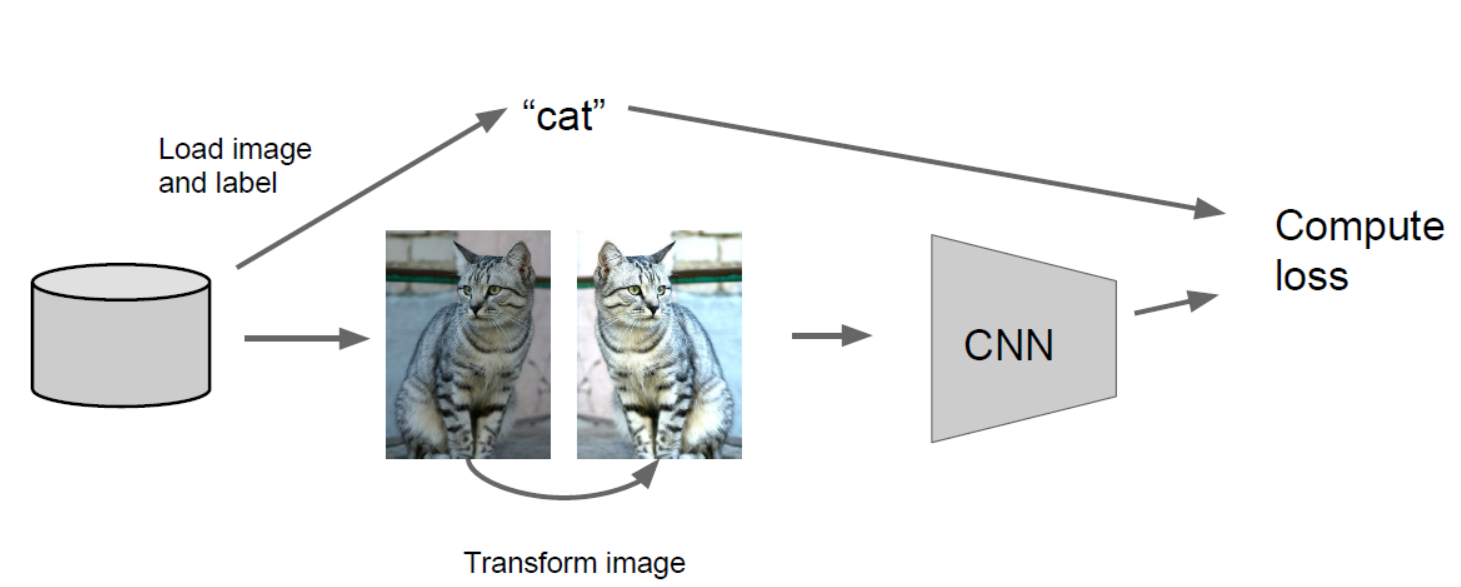 “cat”
Load image
and label
Compute
loss
CNN
Transform image